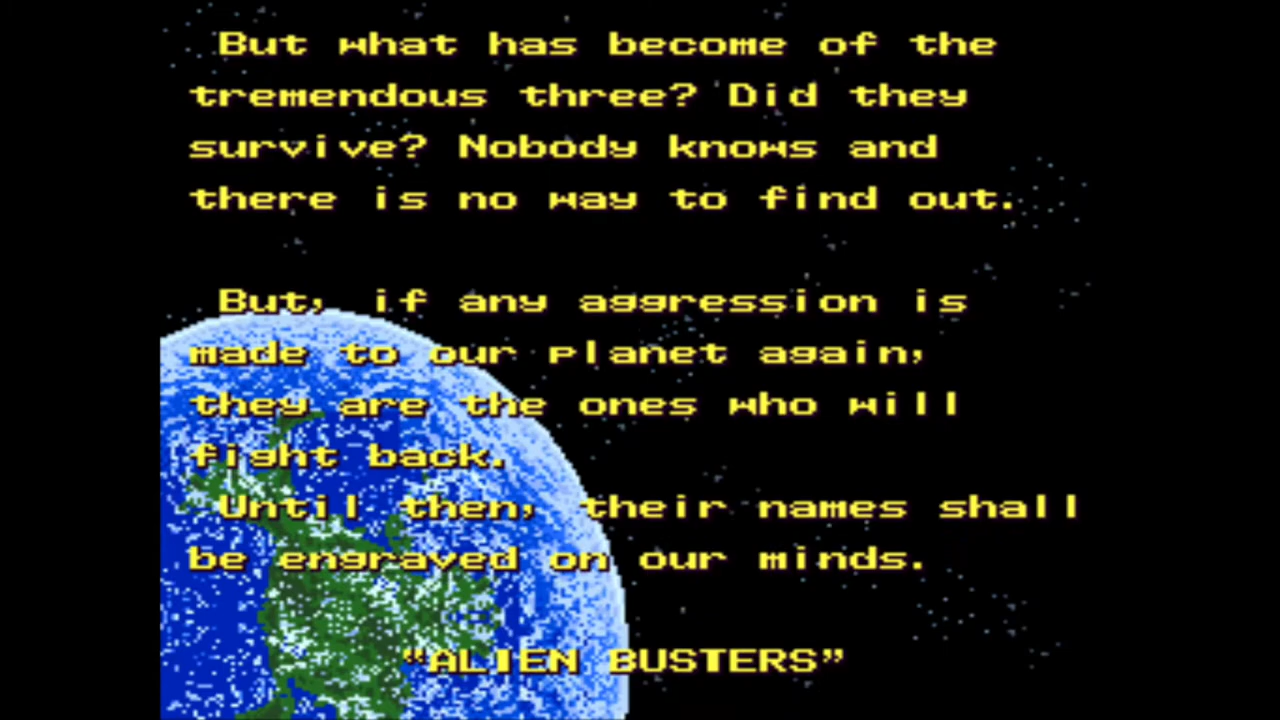 But what has become of the
tremendous three? Did they
survive? Nobody knows and
there is no way to find out.
But, if any aggression is
made to our planet again,
they are the ones who will
fight back.
Until then, their names shall
be engraved on our minds.
“ALIEN BUSTERS”